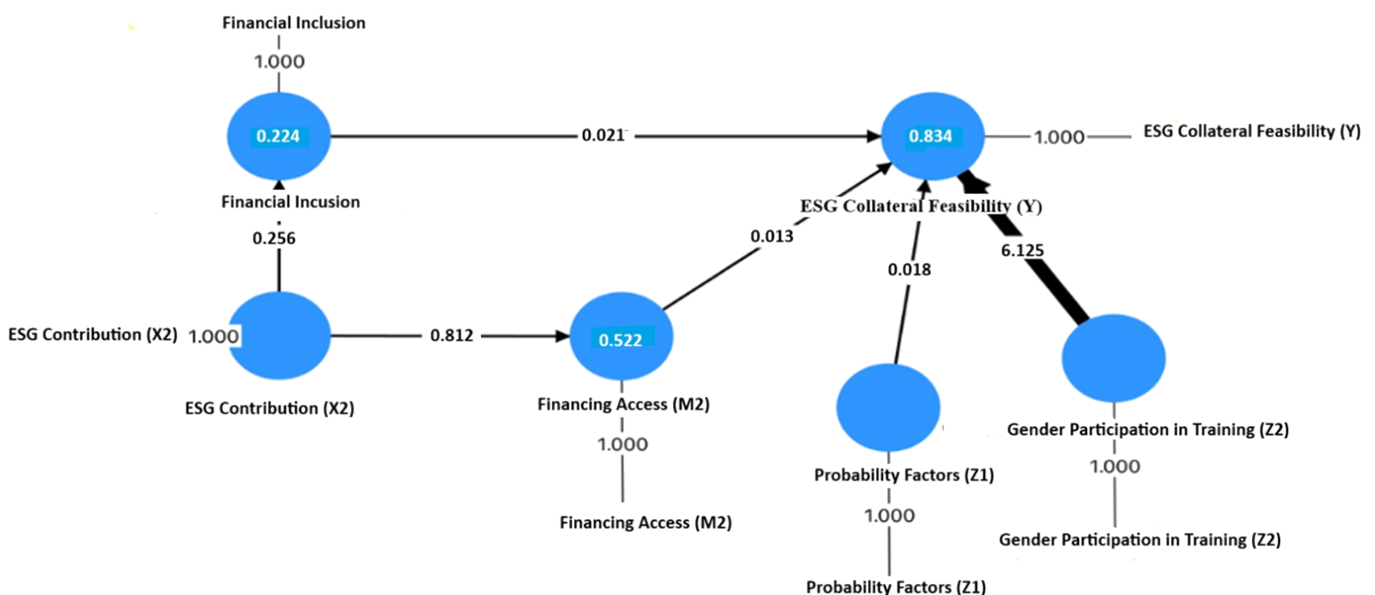 Financial Inclusion
1.000
0.224
0.021
0.834
1.000
ESG Collateral Feasibility (Y)
Financial Incusion
ESG Collateral Feasibility (Y)
0.256
0.013
6.125
0.018
ESG Contribution (X2)
1.000
0.812
0.522
ESG Contribution (X2)
Financing Access (M2)
1.000
Financing Access (M2)
Gender Participation in Training (Z2)
1.000
Gender Participation in Training (Z2)
Probability Factors (Z1)
1.000
Probability Factors (Z1)